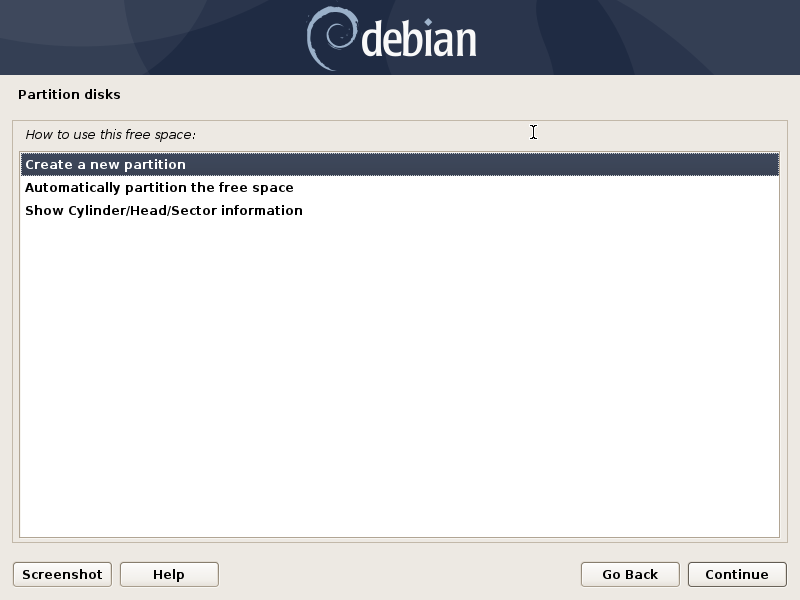 debian
Partition disks
How to use this free space:
Create a new partition
Automatically partition the free space
Show Cylinder/Head/Sector information
Screenshot Help Go Back Continue